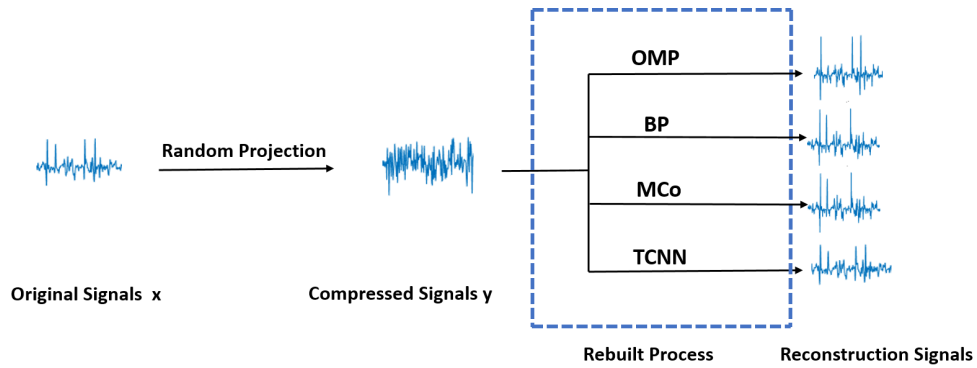 OMP
BP
Random Projection
MCo
TCNN
Original Signals x
Compressed Signals y
Rebuilt Process
Reconstruction Signals